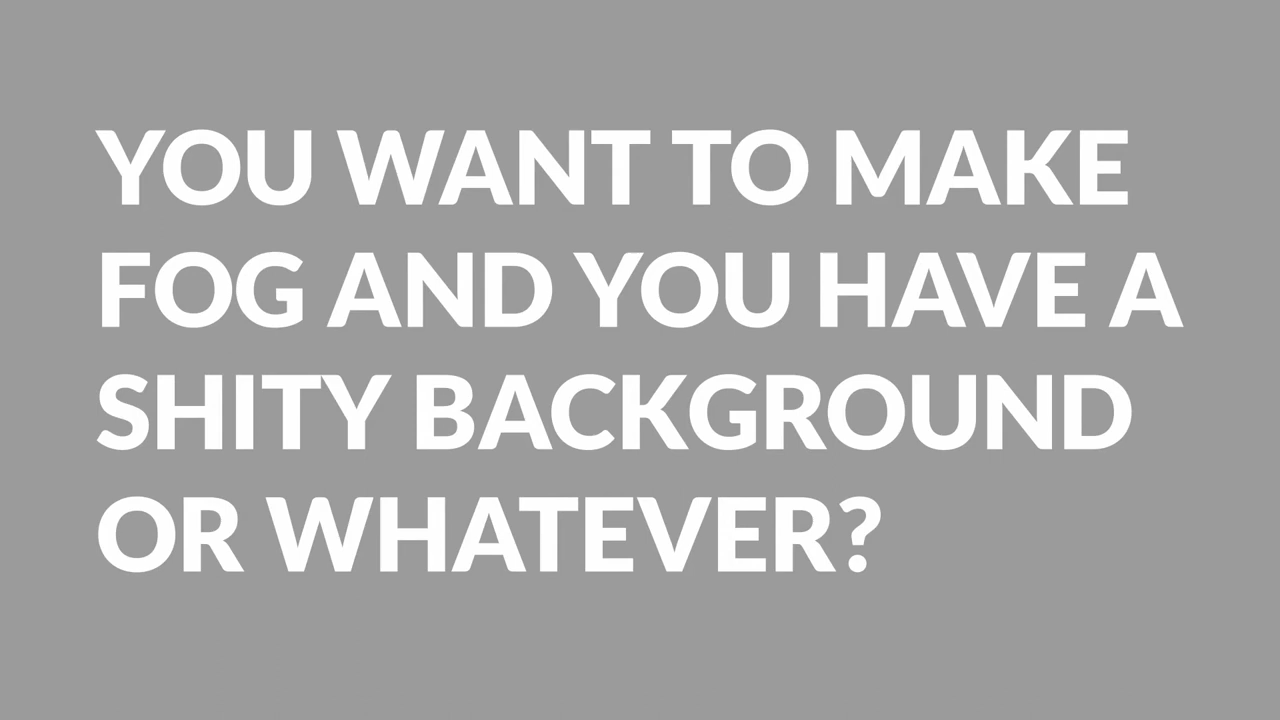 YOU WANT TO MAKE
FOG AND YOU HAVE A
SHITY BACKGROUND
OR WHATEVER?